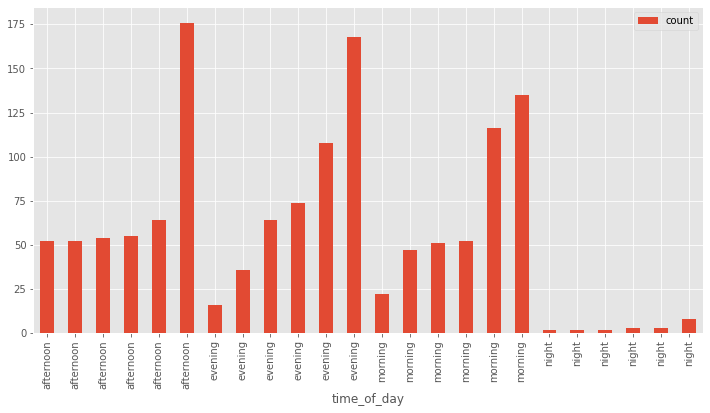 count
175
150
125
100
75
50
25
0
afternoon
afternoon
afternoon
afternoon
afternoon
afternoon
evening
evening
evening
evening
evening
evening
morning
morning
morning
morning
morning
morning
night
night
night
night
night
night
time_of_day